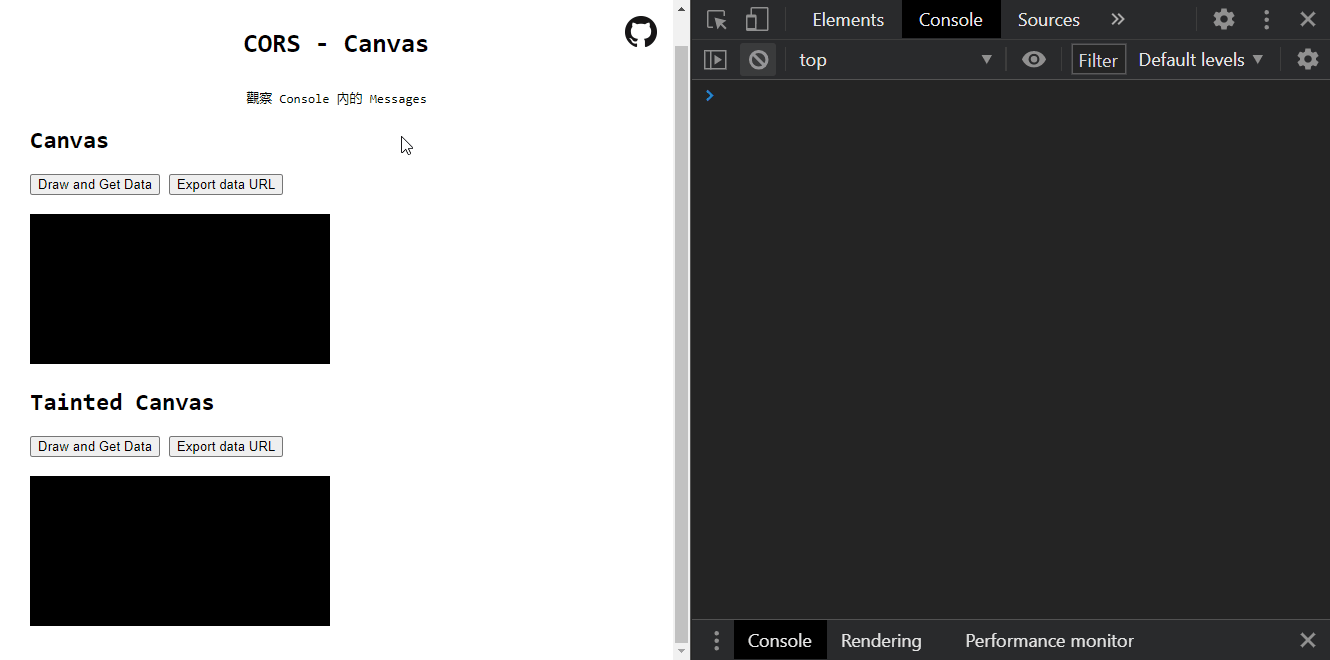 CORS - Canvas
觀察 Console 內的 Messages
Canvas
Draw and Get Data Export data URL
Tainted Canvas
Draw and Get Data Export data URL
Elements Console Sources
top Filter Default levels
Console Rendering Performance monitor